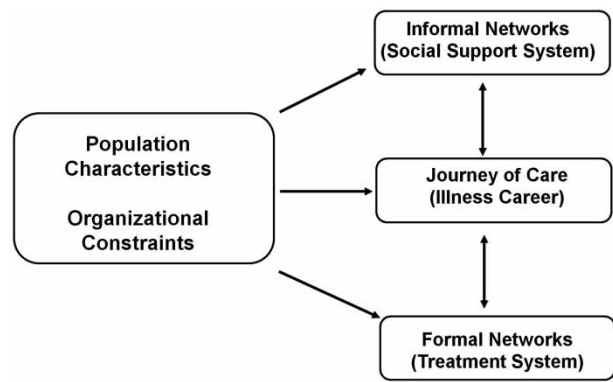 Informal Networks
(Social Support System)
Population
Characteristics
Organizational
Constraints
Journey of Care
(Illness Career)
Formal Networks
(Treatment System)